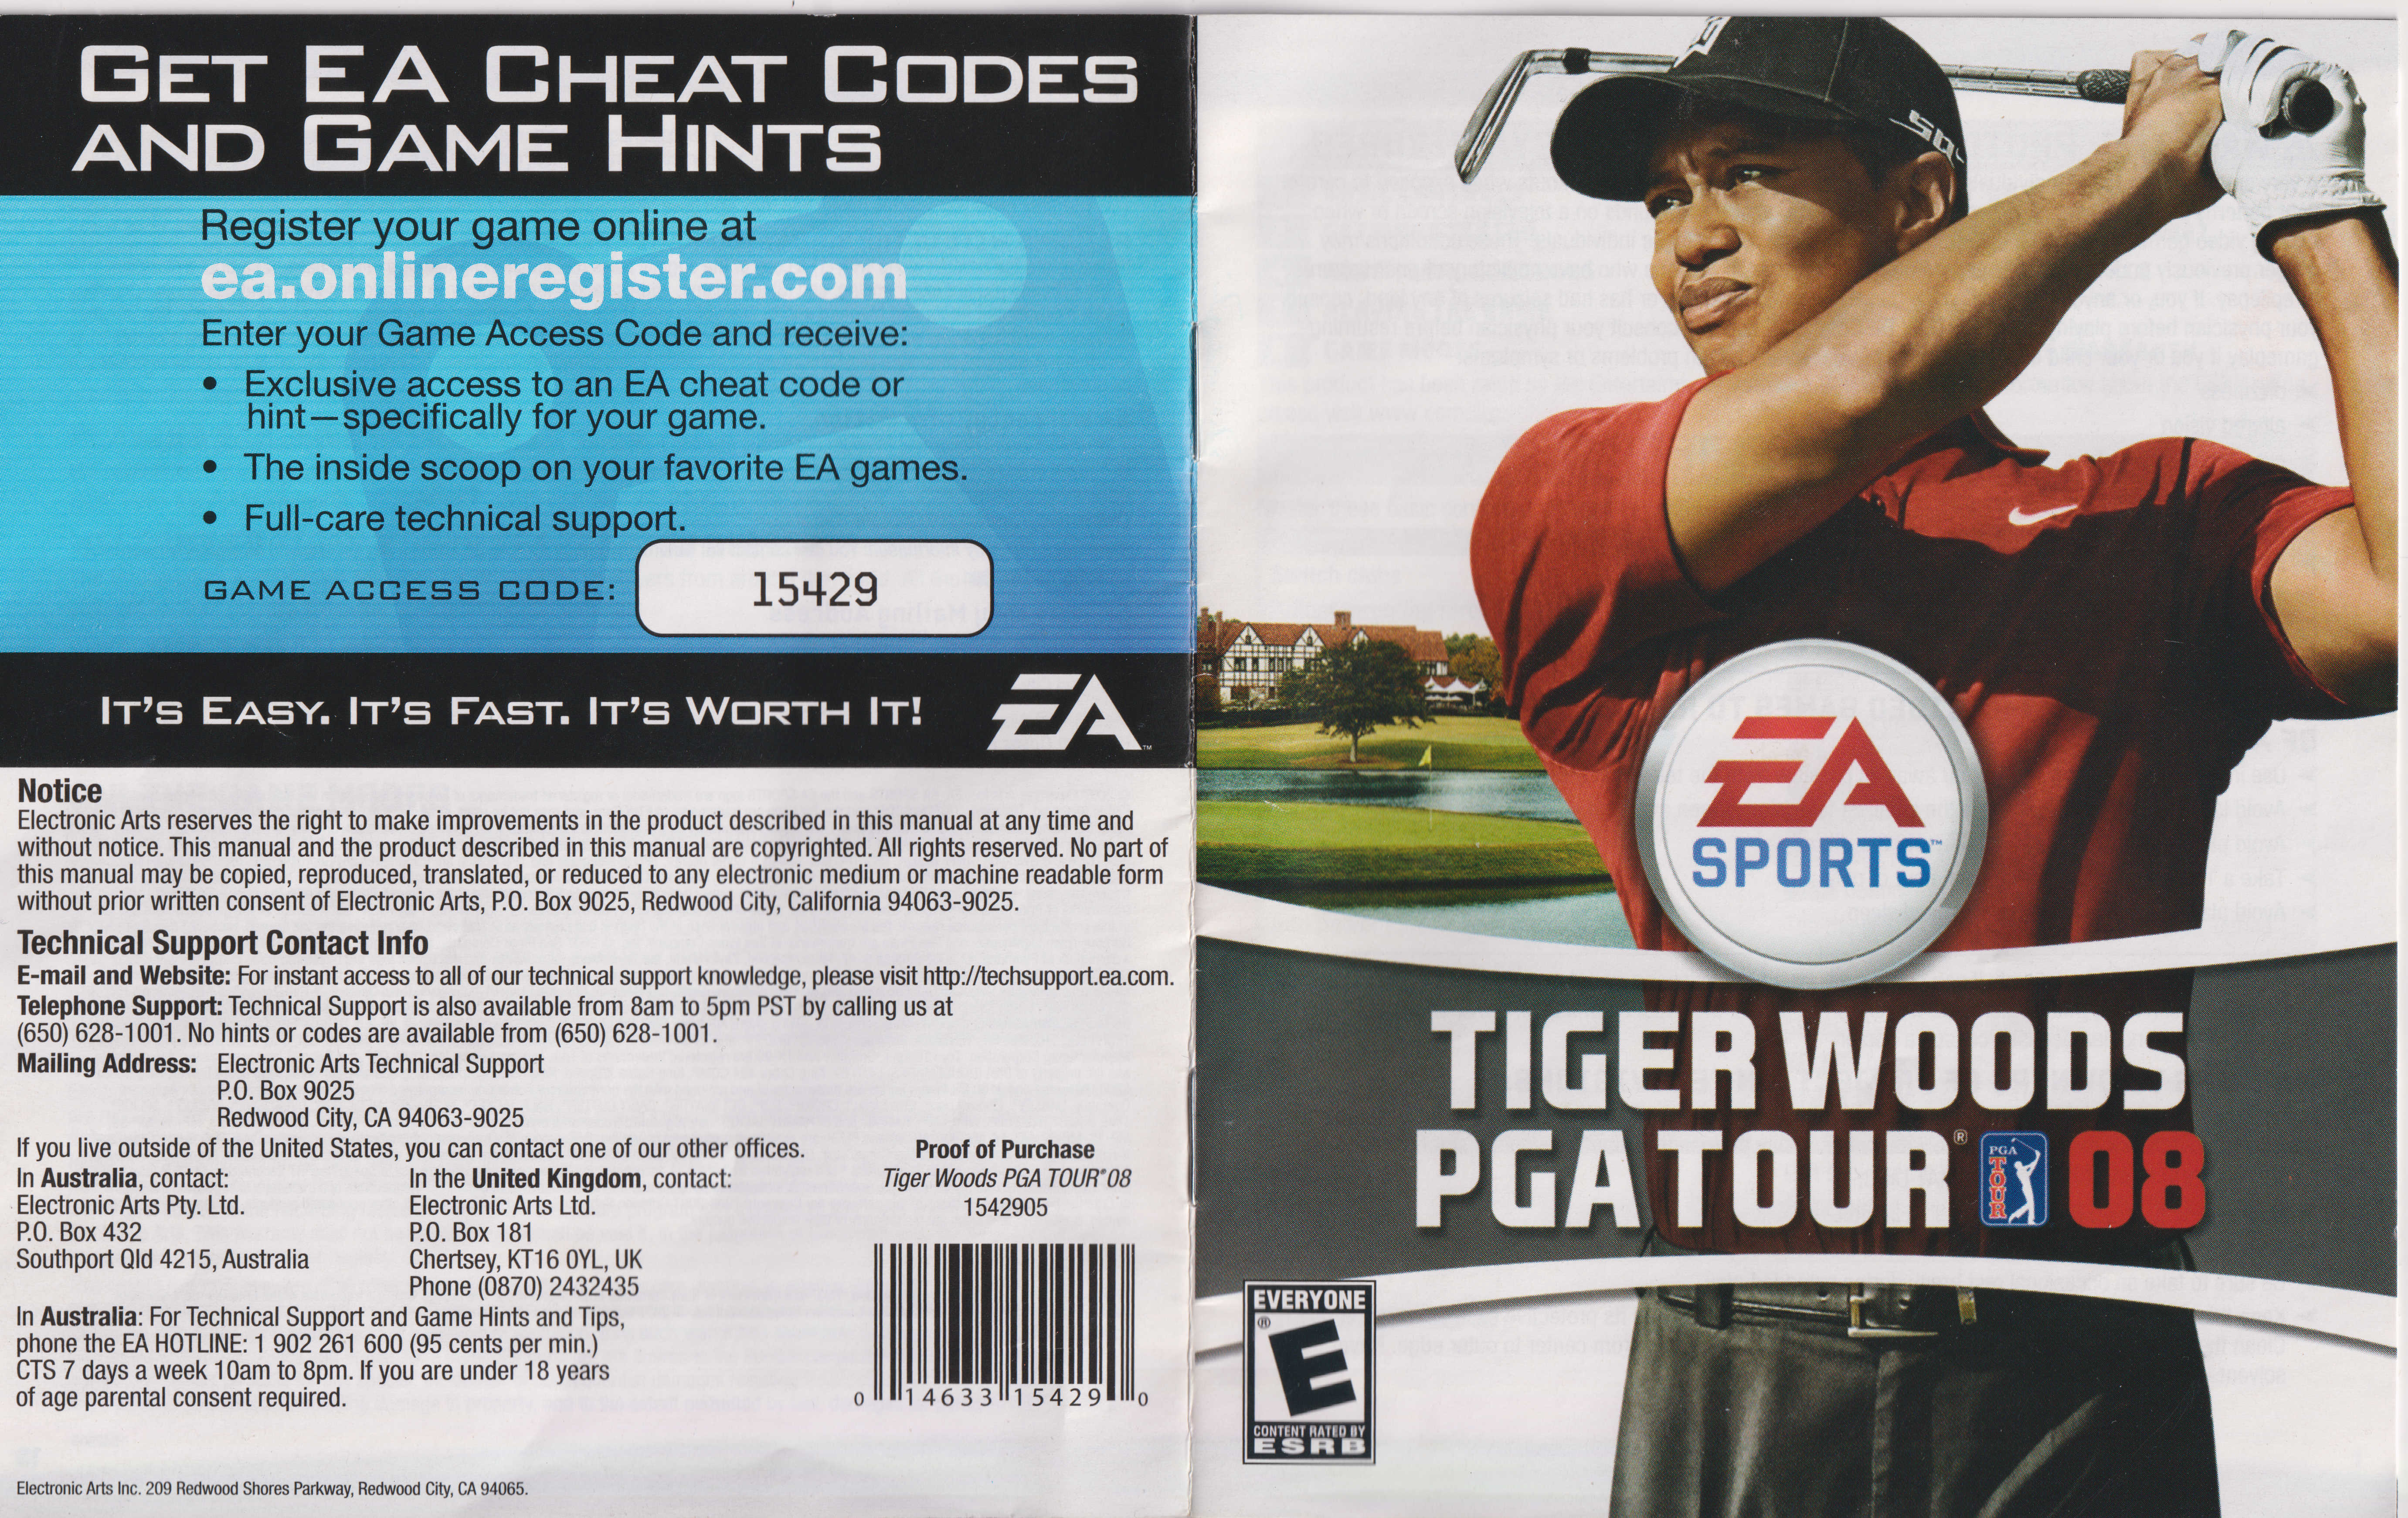 GET EA CHEAT CODES
AND GAME HINTS
Register your game online at
ea.onlineregister.com
Enter your Game Access Code and receive:
• Exclusive access to an EA cheat code or
hint—specifically for your game.
• The inside scoop on your favorite EA games.
• Full-care technical support.
GAME ACCESS CODE: 15429
IT'S EASY. IT'S FAST. IT'S WORTH IT! EA™
Notice
Electronic Arts reserves the right to make improvements in the product described in this manual at any time and
without notice. This manual and the product described in this manual are copyrighted. All rights reserved. No part of
this manual may be copied, reproduced, translated, or reduced to any electronic medium or machine readable form
without prior written consent of Electronic Arts, P.O. Box 9025, Redwood City, California 94063-9025.
Technical Support Contact Info
E-mail and Website: For instant access to all of our technical support knowledge, please visit http://techsupport.ea.com.
Telephone Support: Technical Support is also available from 8am to 5pm PST by calling us at
(650) 628-1001. No hints or codes are available from (650) 628-1001.
Mailing Address: Electronic Arts Technical Support
P.O. Box 9025
Redwood City, CA 94063-9025
If you live outside of the United States, you can contact one of our other offices.
In Australia, contact:
Electronic Arts Pty. Ltd.
P.O. Box 432
Southport Qld 4215, Australia
In the United Kingdom, contact:
Electronic Arts Ltd.
P.O. Box 181
Chertsey, KT16 0YL, UK
Phone (0870) 2432435
In Australia: For Technical Support and Game Hints and Tips,
phone the EA HOTLINE: 1 902 261 600 (95 cents per min.)
CTS 7 days a week 10am to 8pm. If you are under 18 years
of age parental consent required.
Proof of Purchase
Tiger Woods PGA TOUR® 08
1542905
0 14633 15429 0
Electronic Arts Inc. 209 Redwood Shores Parkway, Redwood City, CA 94065.
EA
SPORTS™
TIGER WOODS
PGA TOUR® PGA TOUR 08
EVERYONE
®
E
CONTENT RATED BY
ESRB